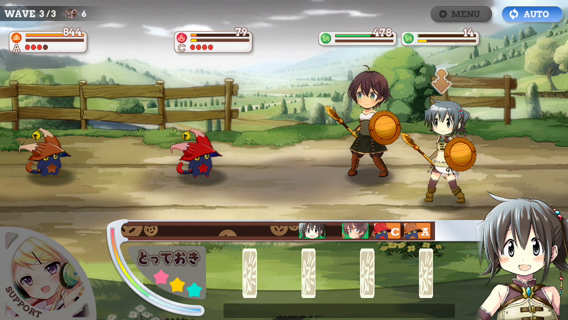 WAVE 3/3 6
MENU
AUTO
844
A
79
C
478
14
C A
とっておき
SUPPORT